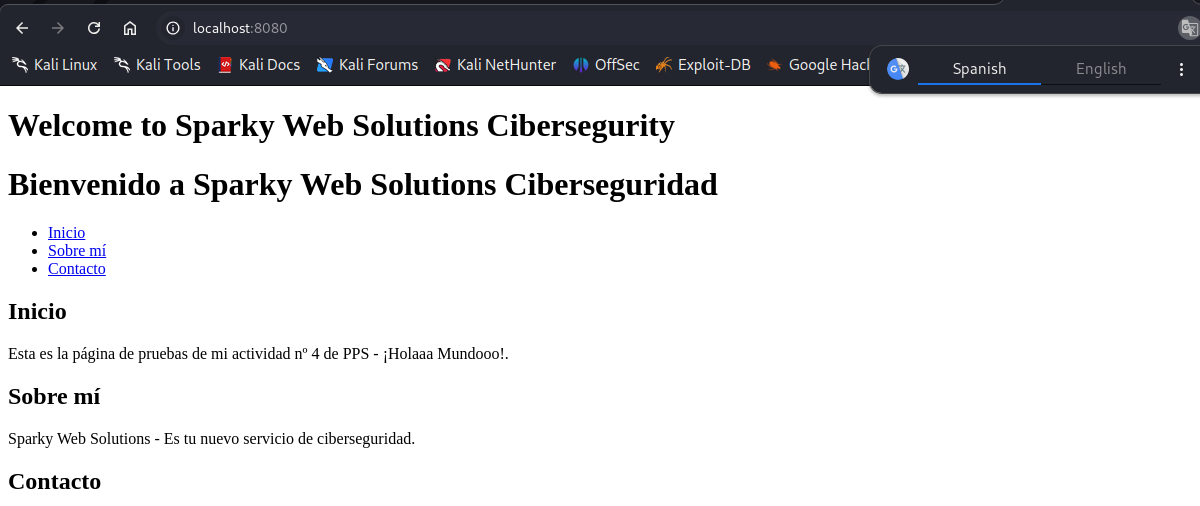 localhost:8080
Kali Linux Kali Tools Kali Docs Kali Forums Kali NetHunter OffSec Exploit-DB Google Hack
Spanish English
Welcome to Sparky Web Solutions Cibersegurity
Bienvenido a Sparky Web Solutions Ciberseguridad
Inicio
Sobre mí
Contacto
Inicio
Esta es la página de pruebas de mi actividad nº 4 de PPS - ¡Holaaa Mundooo!.
Sobre mí
Sparky Web Solutions - Es tu nuevo servicio de ciberseguridad.
Contacto